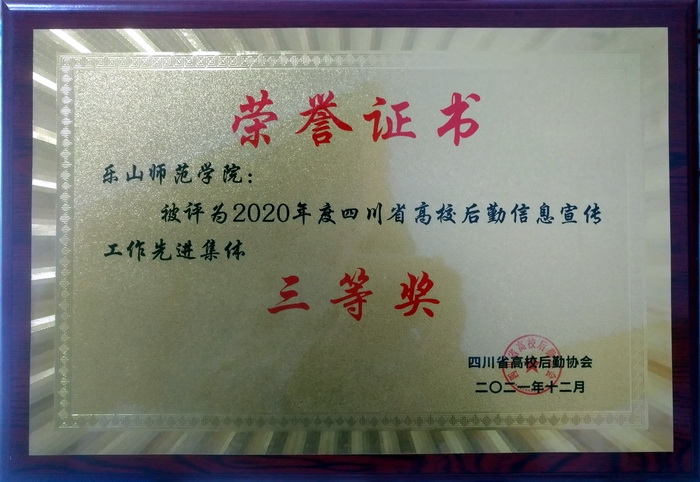 荣誉证书
乐山师范学院：
被评为2020年度四川省高校后勤信息宣传
工作先进集体
三等奖
四川省高校后勤协会
二〇二一年十二月